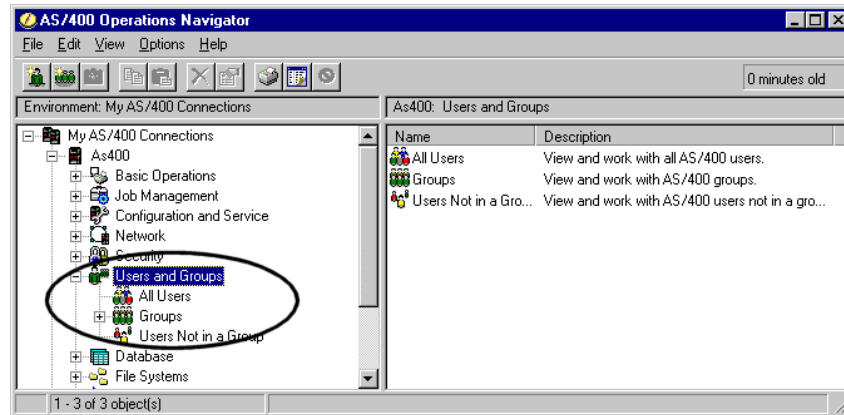 AS/400 Operations Navigator
File Edit View Options Help
0 minutes old
Environment: My AS/400 Connections
As400: Users and Groups
My AS/400 Connections
As400
Basic Operations
Job Management
Configuration and Service
Network
Security
Users and Groups
All Users
Groups
Users Not in a Group
Database
File Systems
Name Description
All Users View and work with all AS/400 users.
Groups View and work with AS/400 groups.
Users Not in a Gro... View and work with AS/400 users not in a gro...
1 - 3 of 3 object(s)